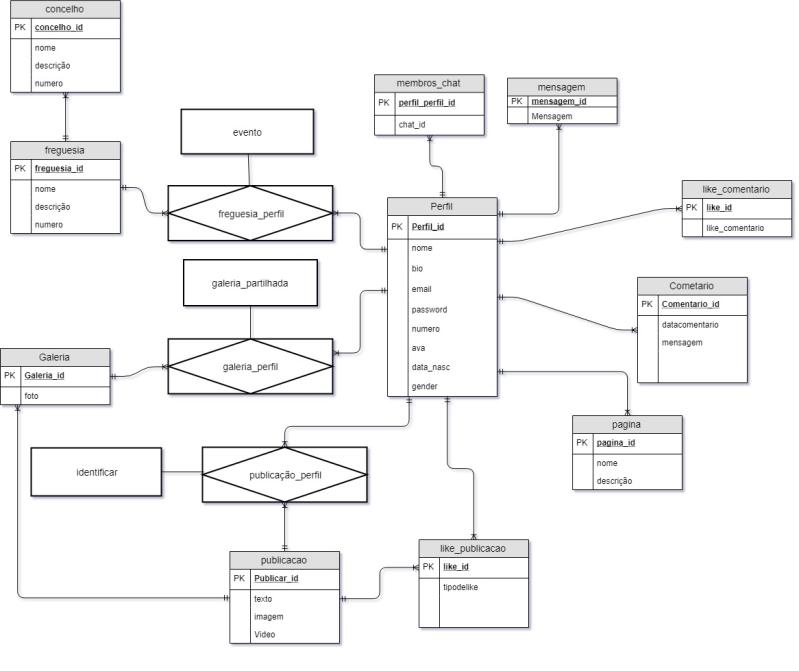 concelho
PK concelho_id
nome
descrição
numero
freguesia
PK freguesia_id
nome
descrição
numero
evento
freguesia_perfil
galeria_partilhada
galeria_perfil
Galeria
PK Galeria_id
foto
identificar
publicação_perfil
publicacao
PK Publicar_id
texto
imagem
Video
membros_chat
PK perfil_perfil_id
chat_id
mensagem
PK mensagem_id
Mensagem
Perfil
PK Perfil_id
nome
bio
email
password
numero
ava
data_nasc
gender
like_comentario
PK like_id
like_comentario
Cometario
PK Comentario_id
datacomentario
mensagem
pagina
PK pagina_id
nome
descrição
like_publicacao
PK like_id
tipodelike